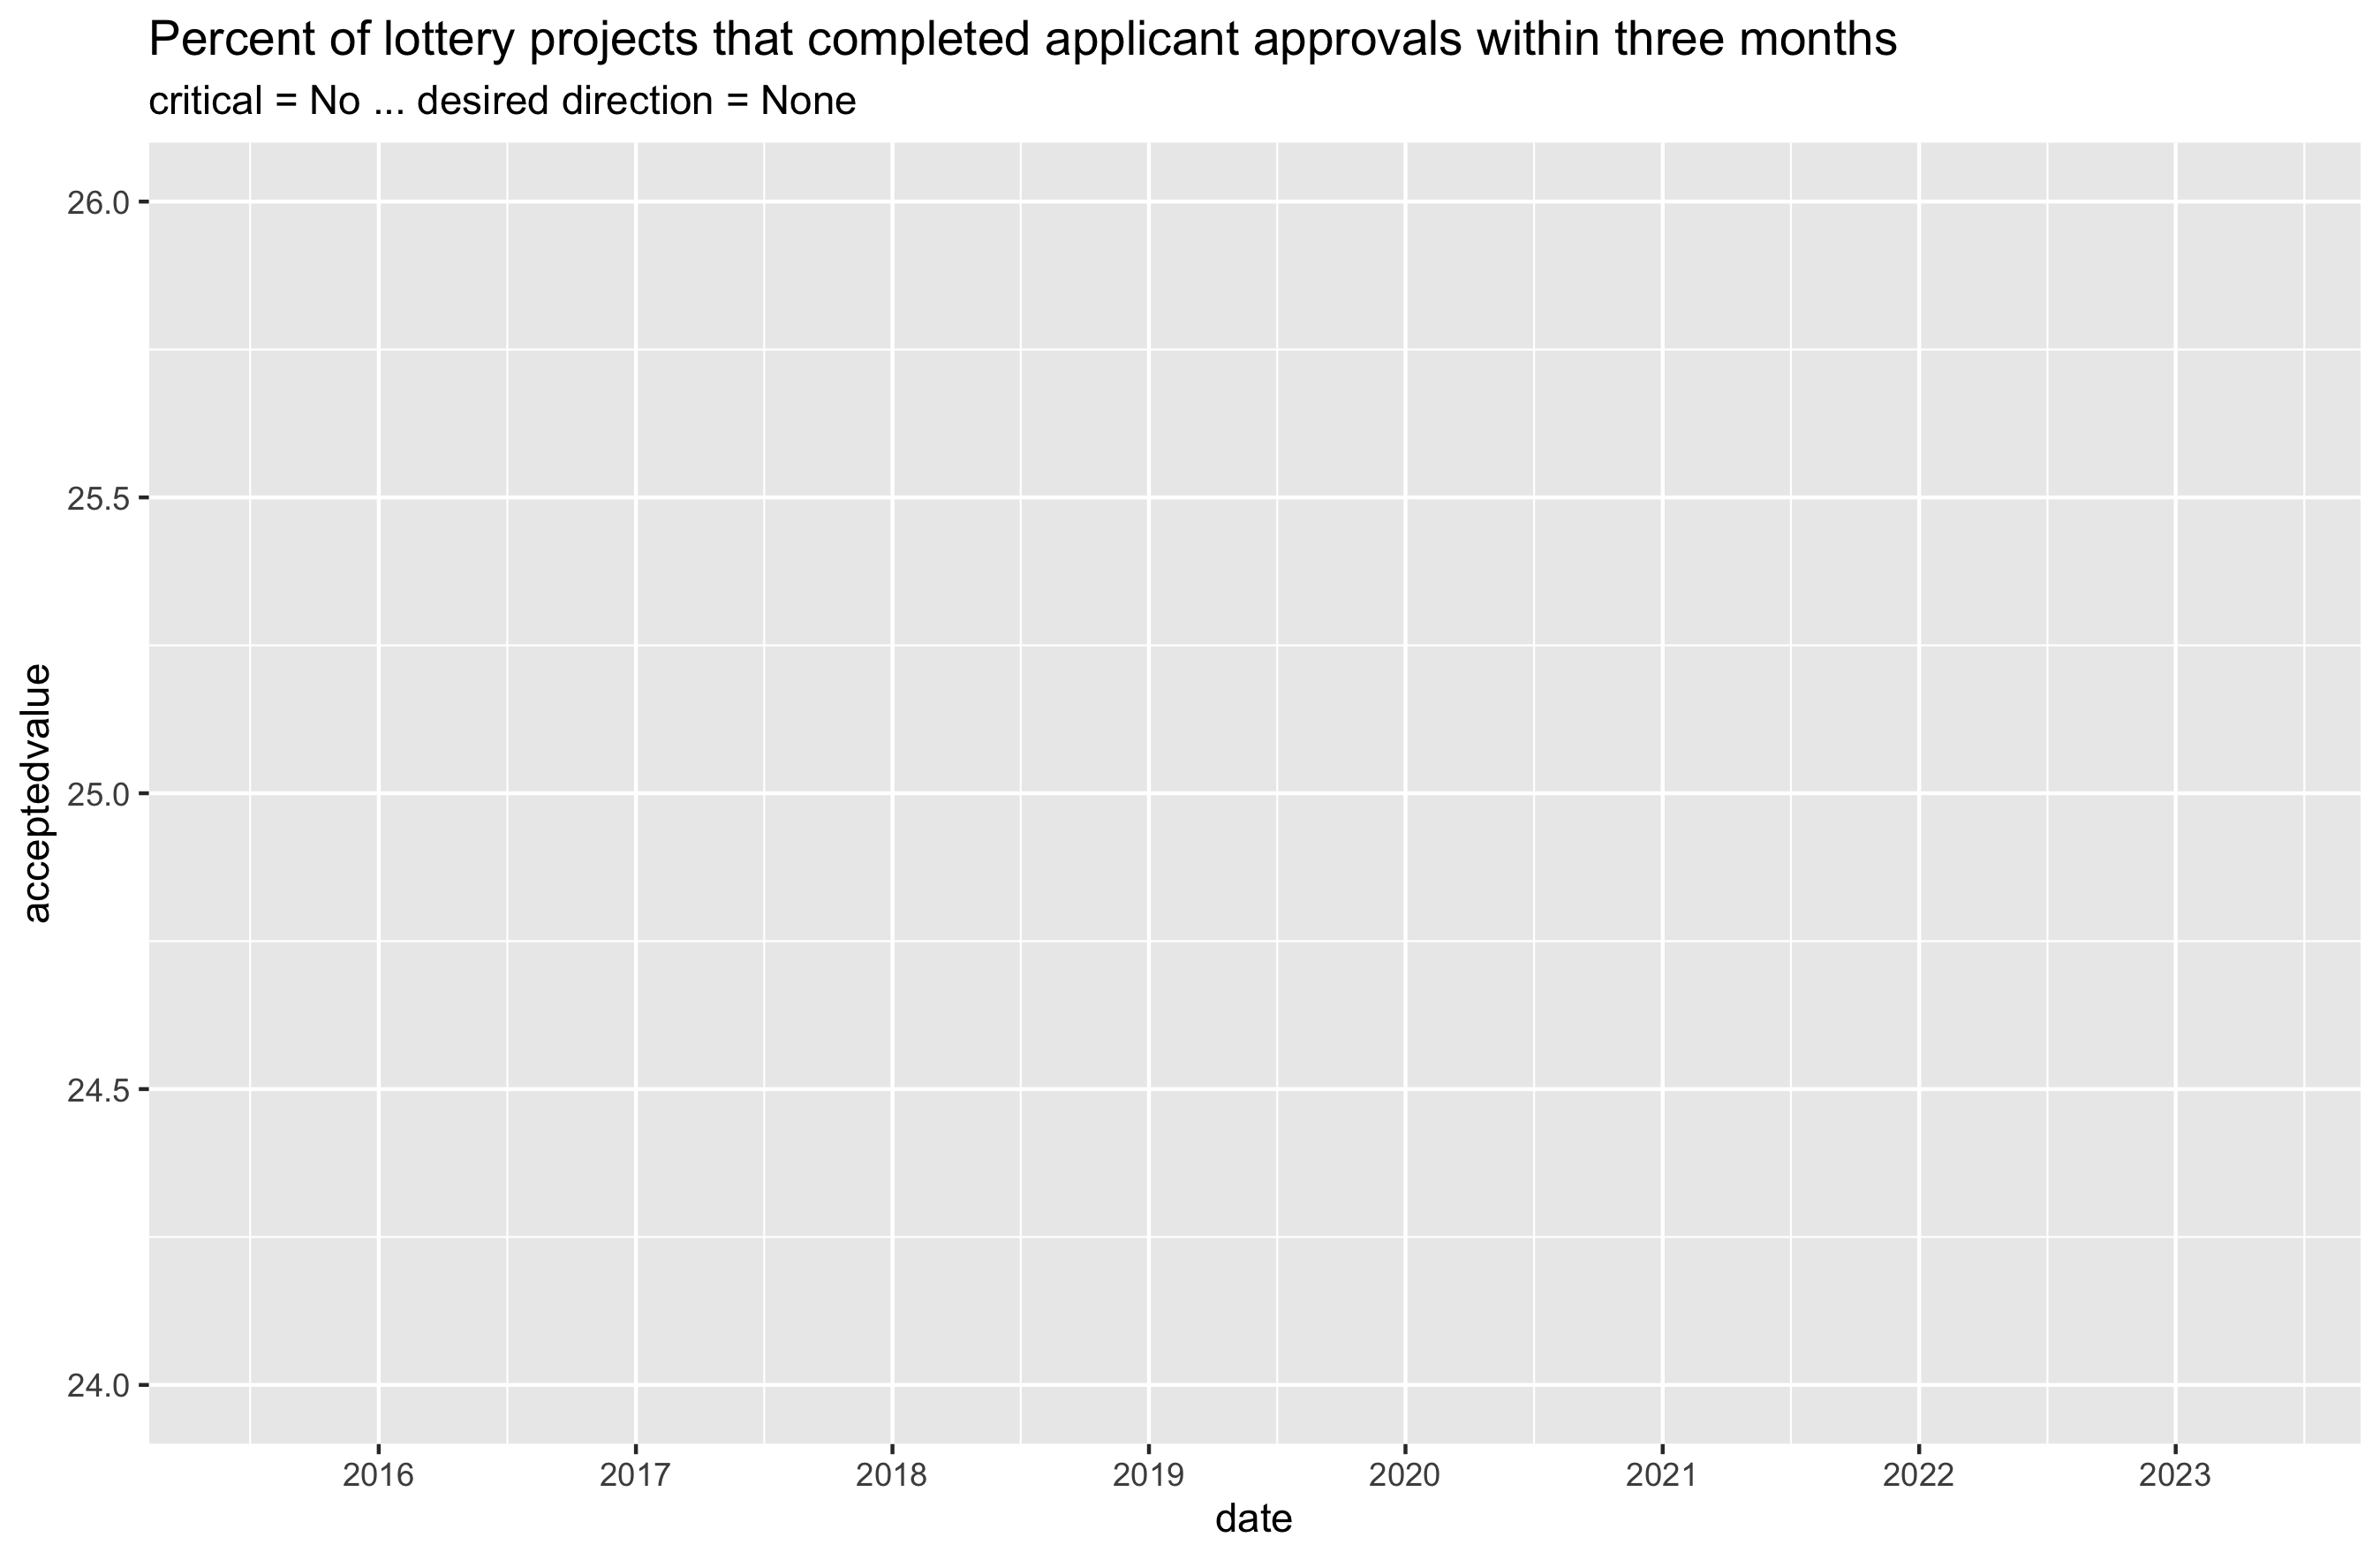 Percent of lottery projects that completed applicant approvals within three months
critical = No ... desired direction = None
acceptedvalue
26.0
25.5
25.0
24.5
24.0
2016 2017 2018 2019 2020 2021 2022 2023
date